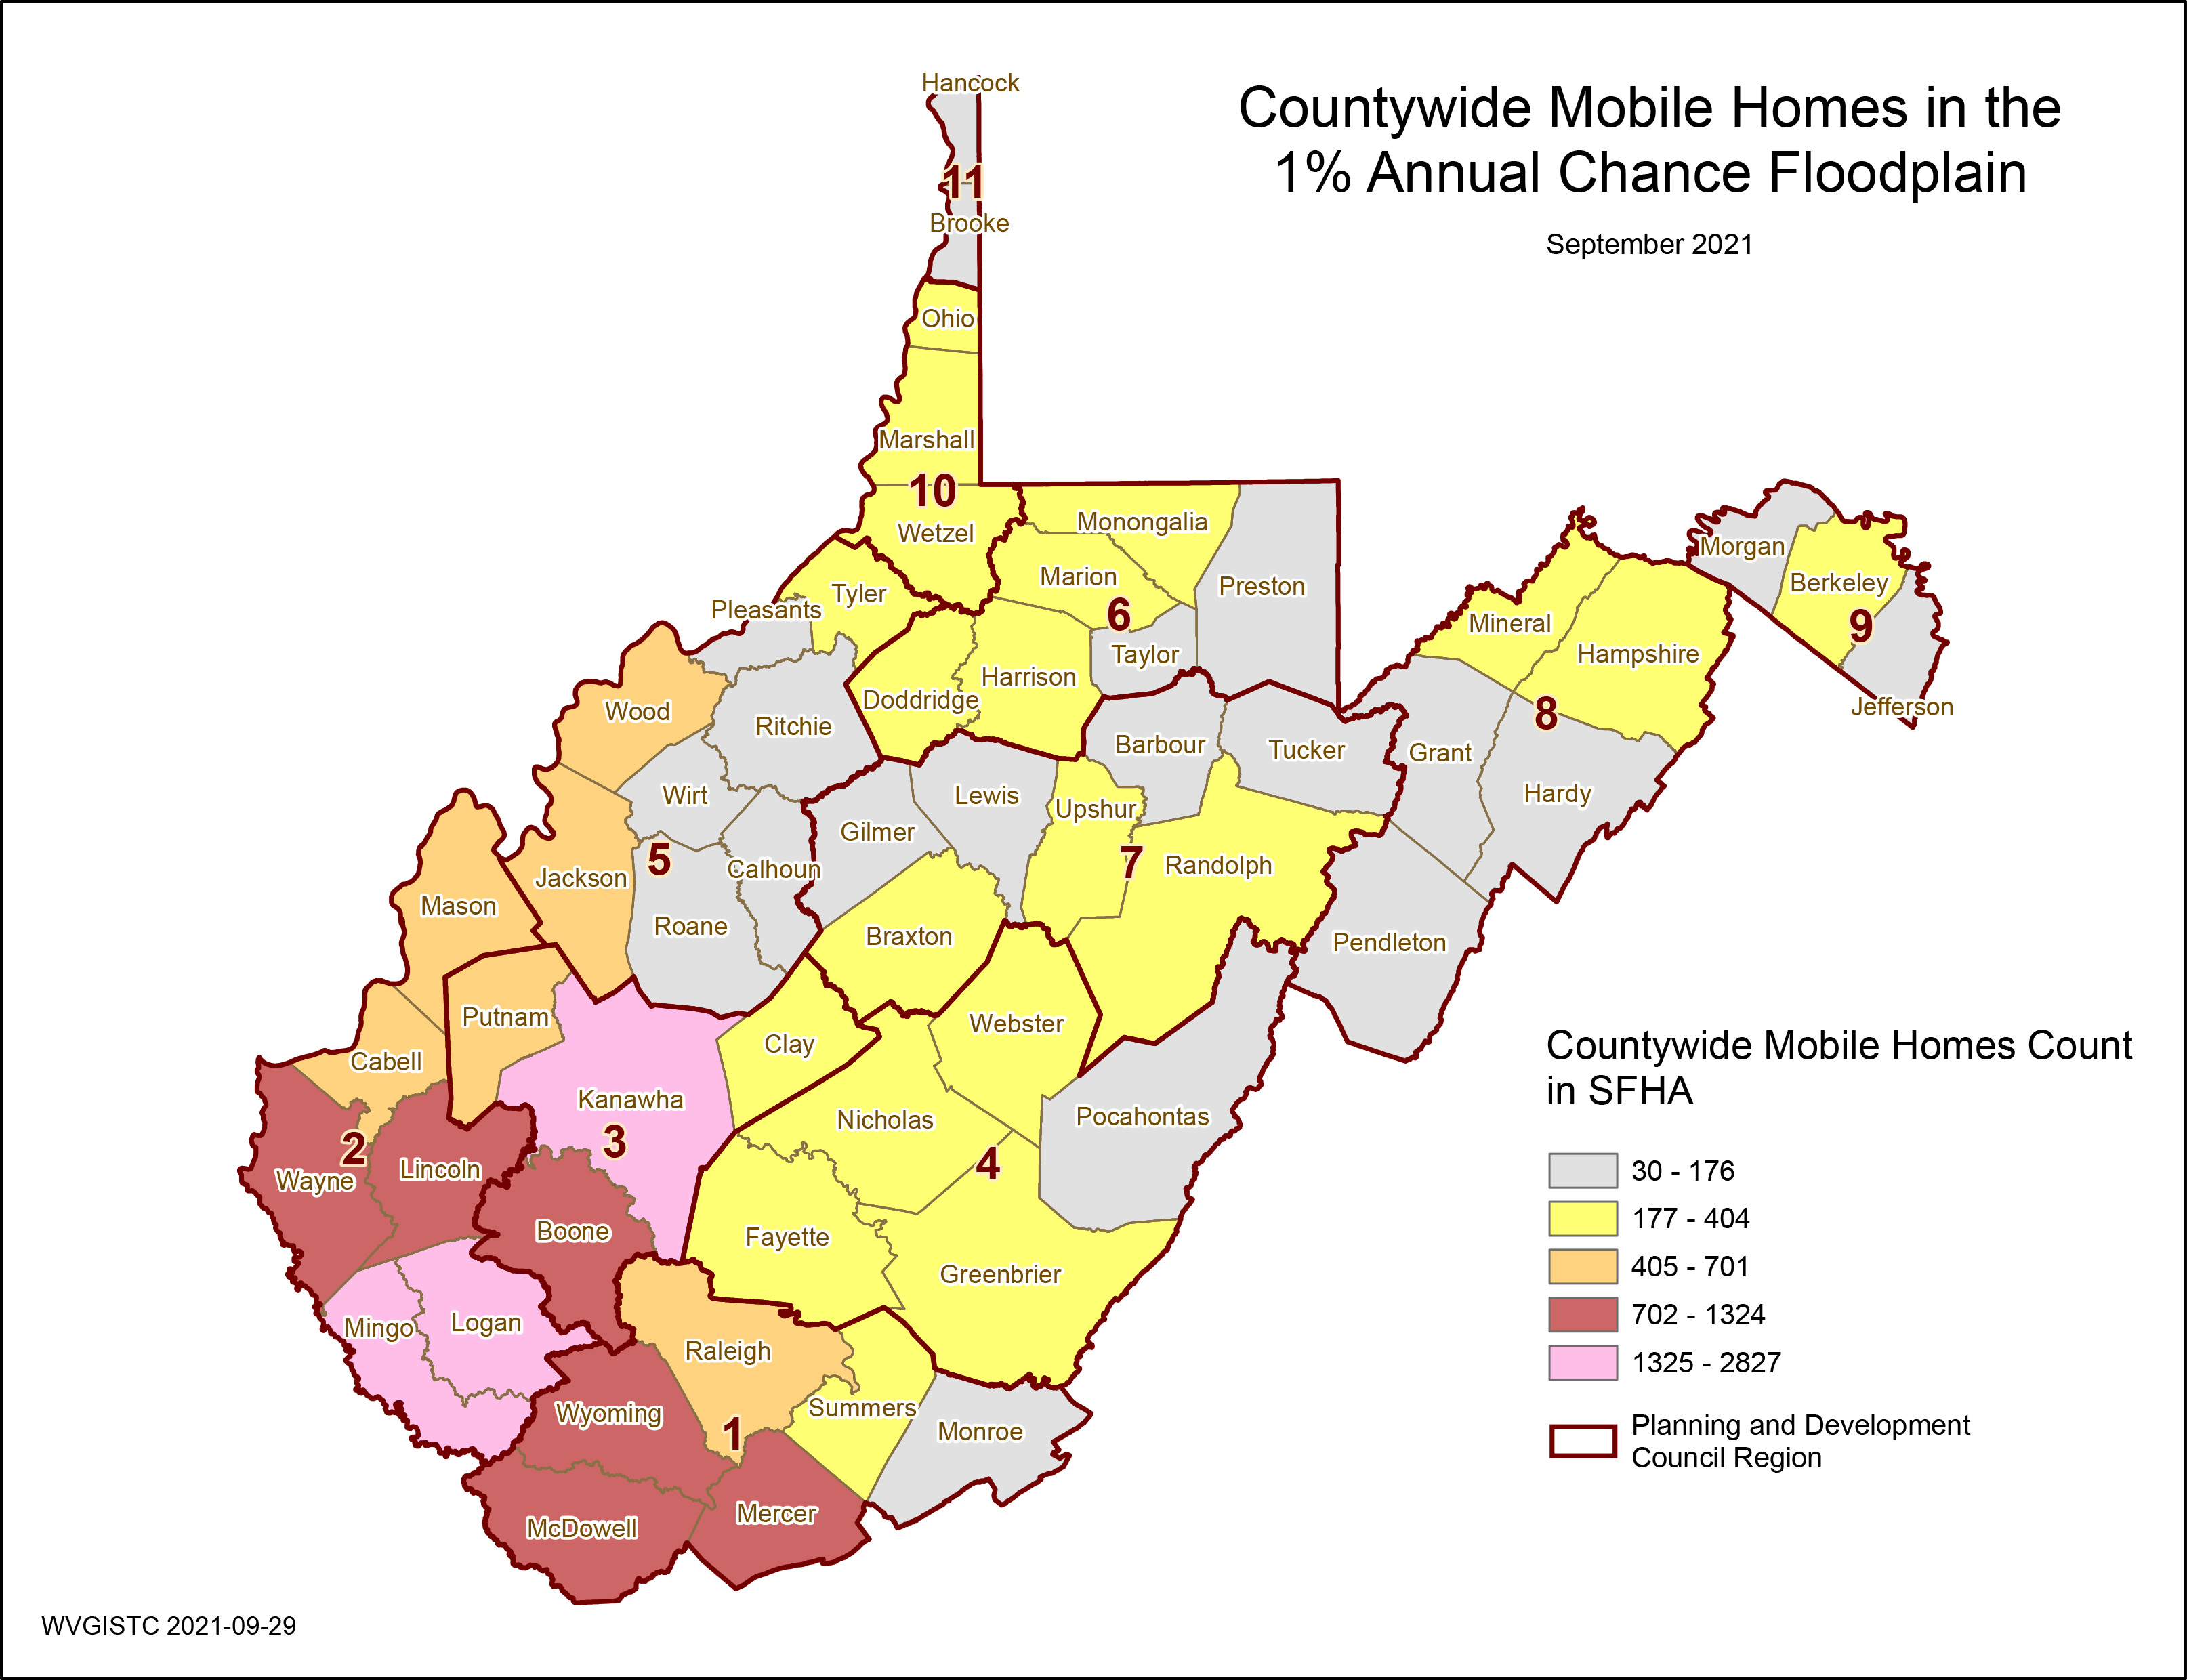 Countywide Mobile Homes in the
1% Annual Chance Floodplain
September 2021
Hancock
11
Brooke
Ohio
Marshall
10
Wetzel
Monongalia
Marion
6
Preston
Taylor
Tyler
Pleasants
Doddridge
Harrison
Morgan
Berkeley
9
Jefferson
Mineral
Hampshire
8
Grant
Hardy
Pendleton
Wood
Ritchie
Wirt
5
Calhoun
Jackson
Roane
Barbour
Tucker
Lewis
Upshur
Gilmer
7
Randolph
Braxton
Mason
Putnam
Cabell
Kanawha
3
Clay
Webster
Nicholas
4
Pocahontas
Wayne
2
Lincoln
Boone
Fayette
Greenbrier
Mingo
Logan
Raleigh
Summers
Monroe
Wyoming
1
McDowell
Mercer
Countywide Mobile Homes Count
in SFHA
30 - 176
177 - 404
405 - 701
702 - 1324
1325 - 2827
Planning and Development
Council Region
WVGISTC 2021-09-29